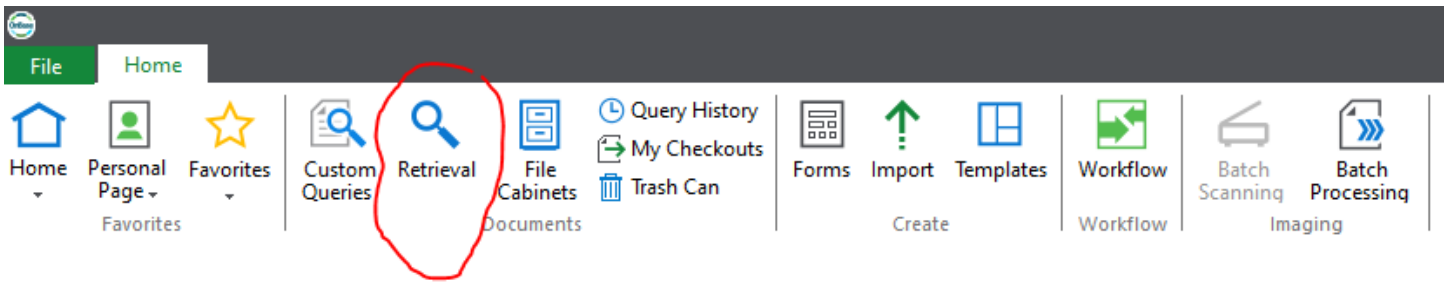 OnBase
File Home
Home
Personal
Page
Favorites
Favorites
Custom
Queries
Retrieval
File
Cabinets
Query History
My Checkouts
Trash Can
Documents
Forms
Import
Templates
Create
Workflow
Workflow
Batch
Scanning
Batch
Processing
Imaging